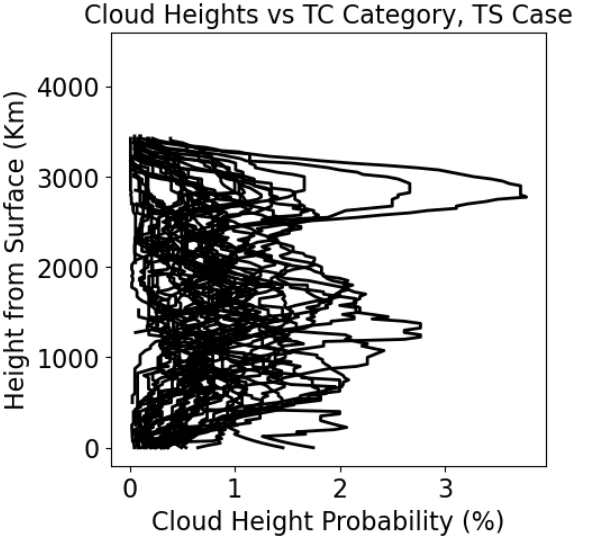 Cloud Heights vs TC Category, TS Case
Height from Surface (Km)
4000
3000
2000
1000
0
0 1 2 3
Cloud Height Probability (%)